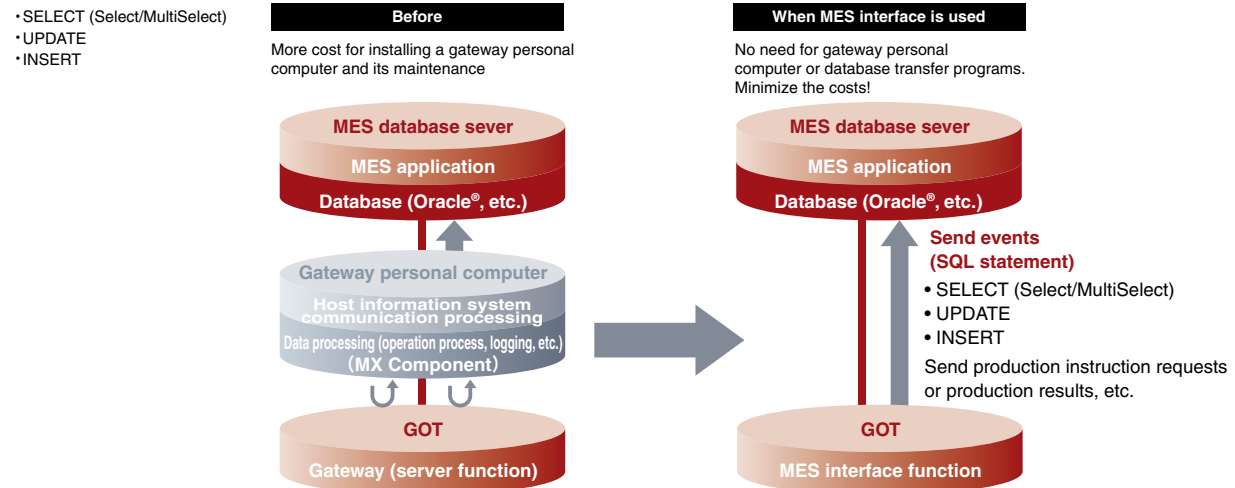 ・SELECT (Select/MultiSelect)
・UPDATE
・INSERT
Before
More cost for installing a gateway personal
computer and its maintenance
MES database sever
MES application
Database (Oracle®, etc.)
Gateway personal computer
Host information system
communication processing
Data processing (operation process, logging, etc.)
(MX Component)
GOT
Gateway (server function)
When MES interface is used
No need for gateway personal
computer or database transfer programs.
Minimize the costs!
MES database sever
MES application
Database (Oracle®, etc.)
Send events
(SQL statement)
• SELECT (Select/MultiSelect)
• UPDATE
• INSERT
Send production instruction requests
or production results, etc.
GOT
MES interface function